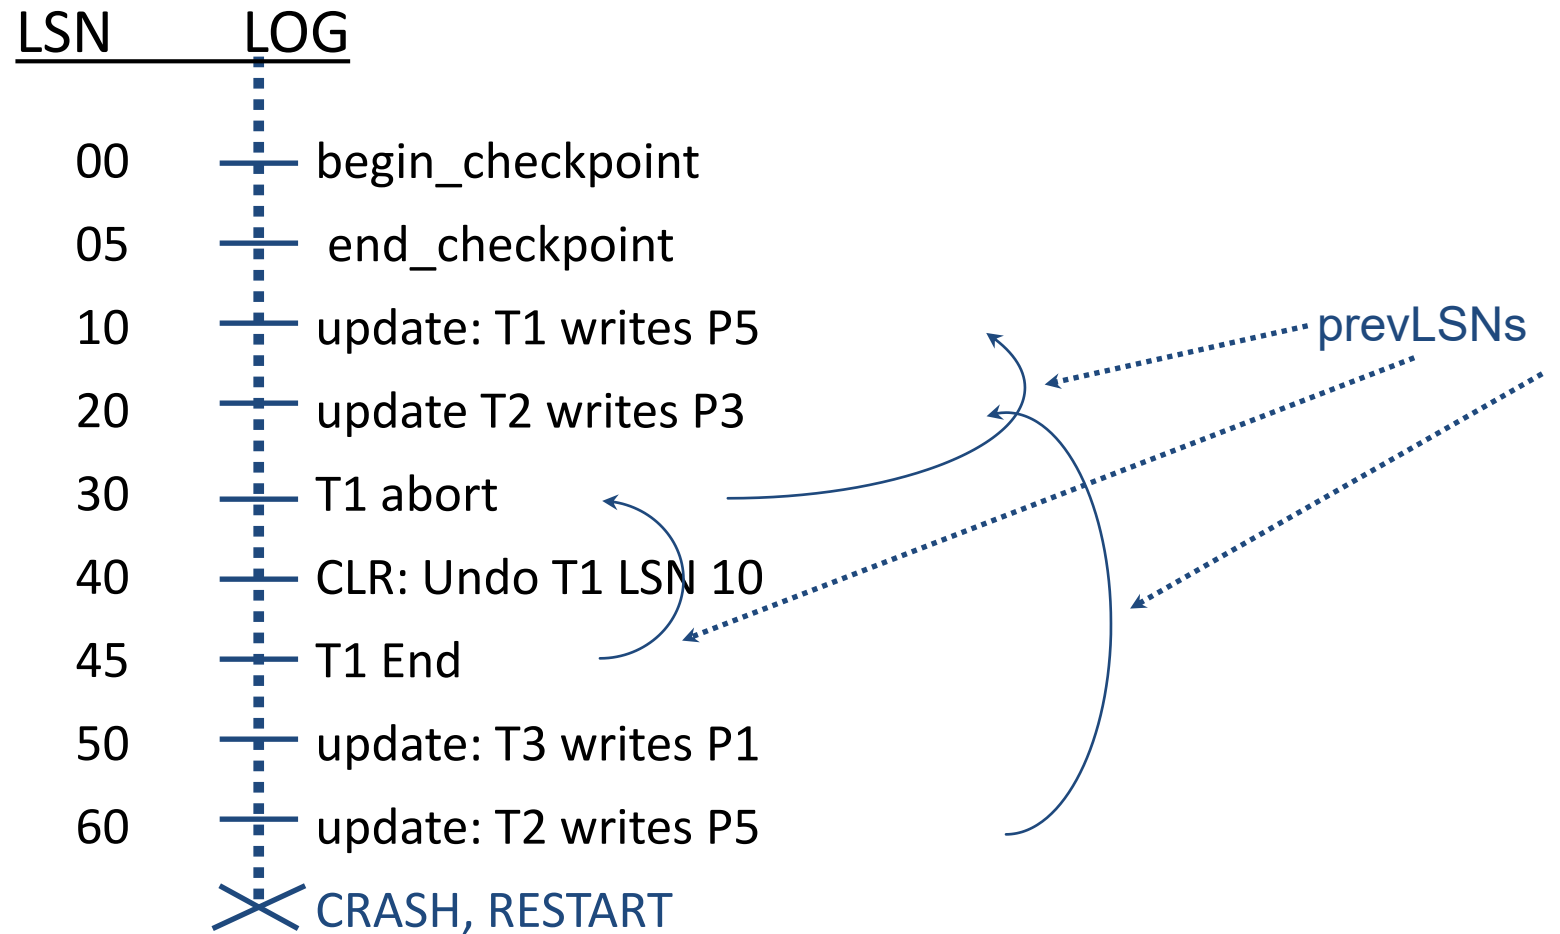 LSN LOG
00 begin_checkpoint
05 end_checkpoint
10 update: T1 writes P5 prevLSNs
20 update T2 writes P3
30 T1 abort
40 CLR: Undo T1 LSN 10
45 T1 End
50 update: T3 writes P1
60 update: T2 writes P5
CRASH, RESTART